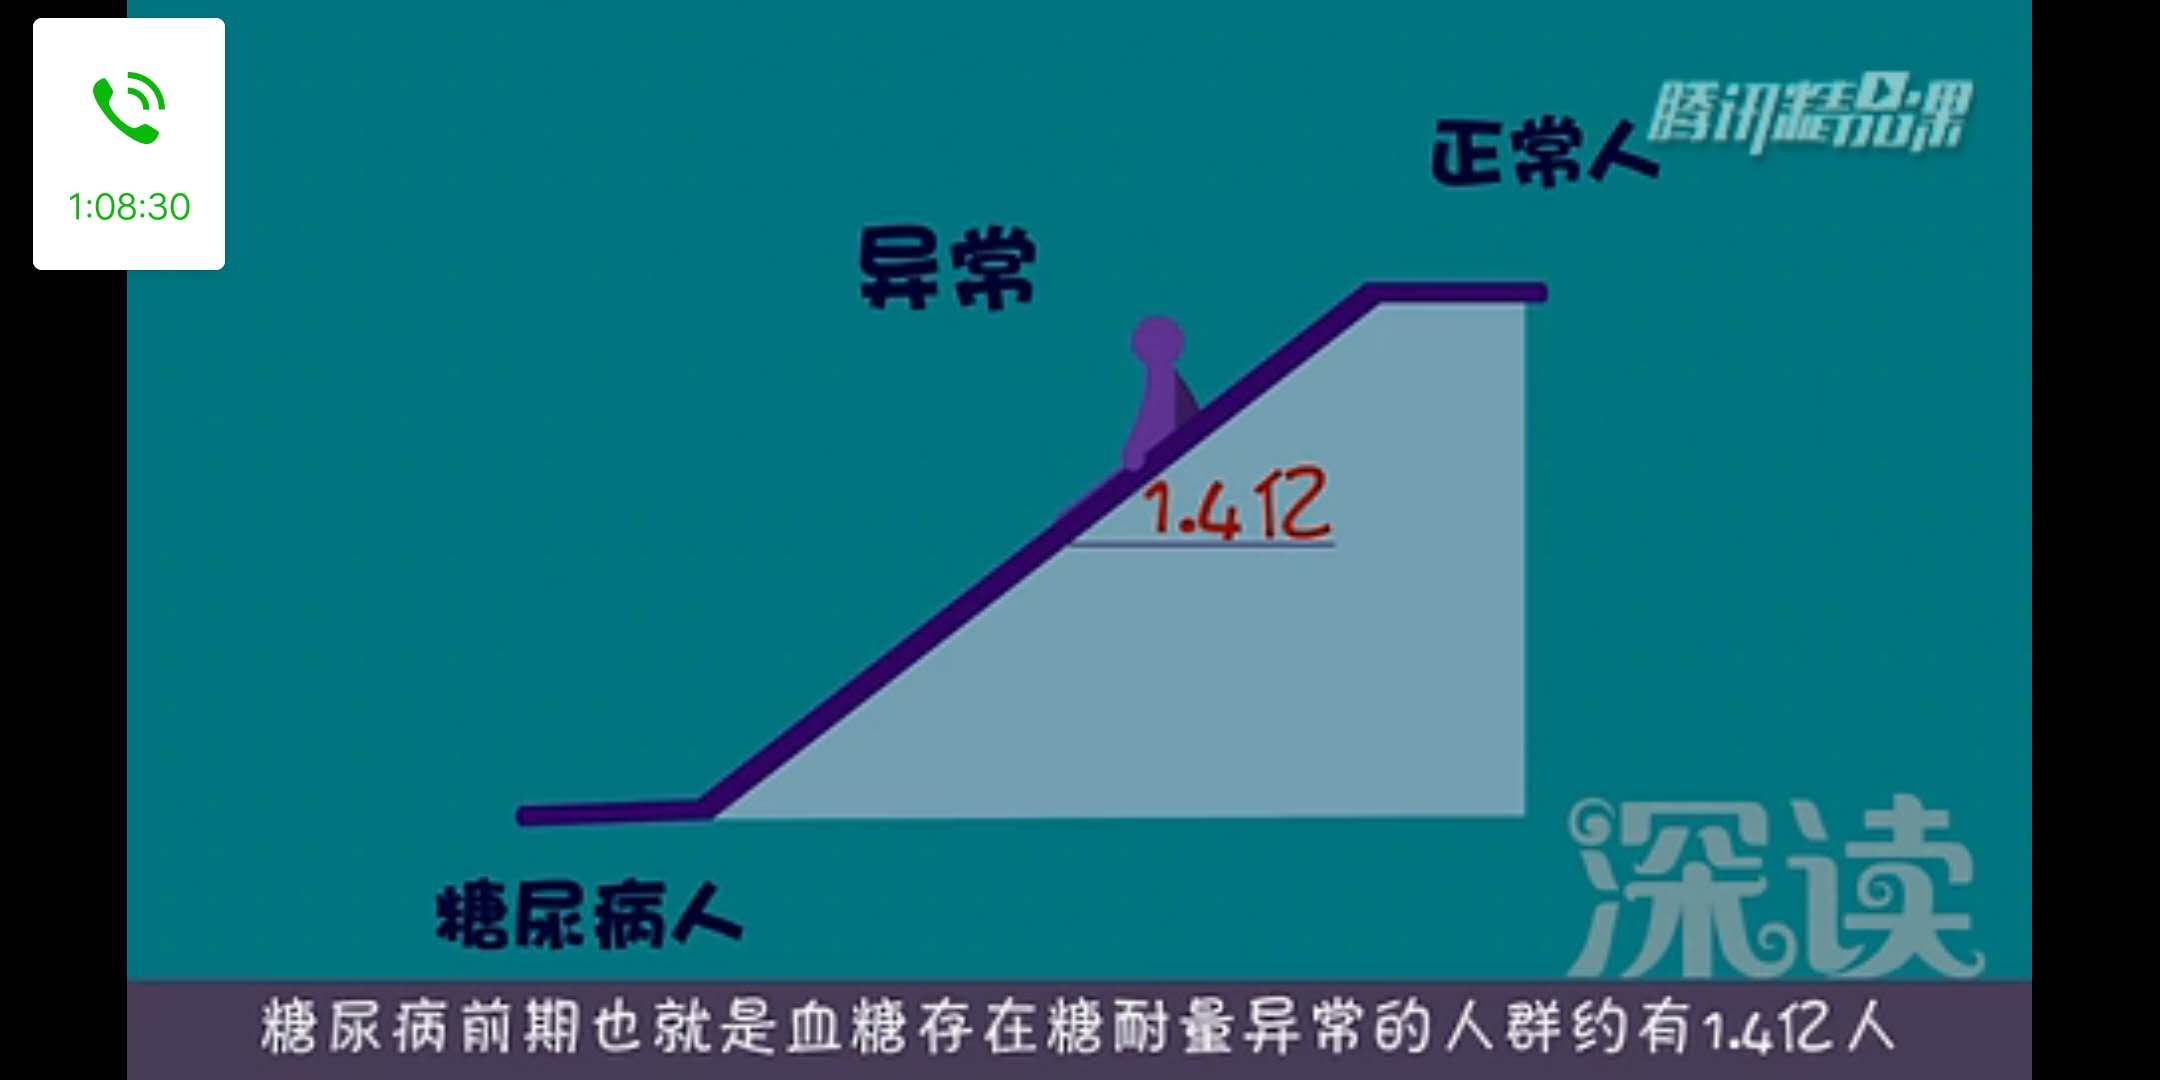 1:08:30
腾讯精品课
正常人
异常
1.4亿
糖尿病人
深读
糖尿病前期也就是血糖存在糖耐量异常的人群约有1.4亿人